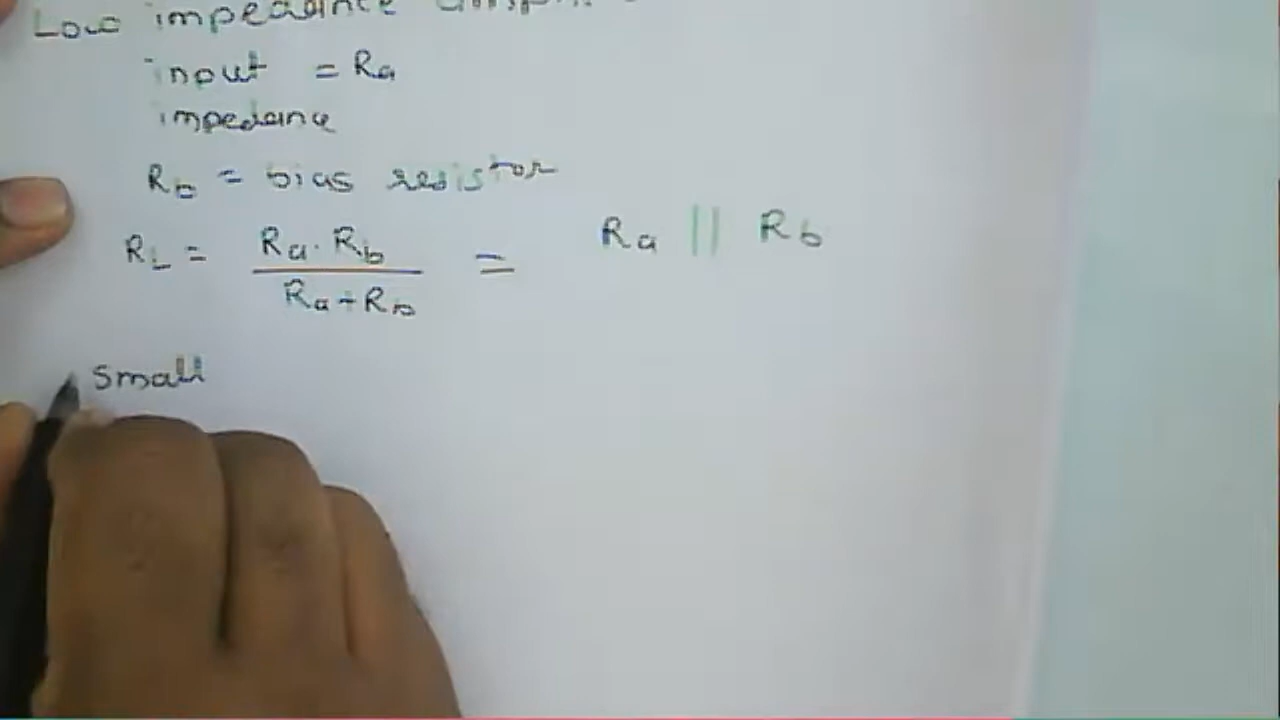 Low impedance
input = Ra
impedance
Rb = bias resistor
RL = Ra · Rb / Ra + Rb = Ra || Rb
small